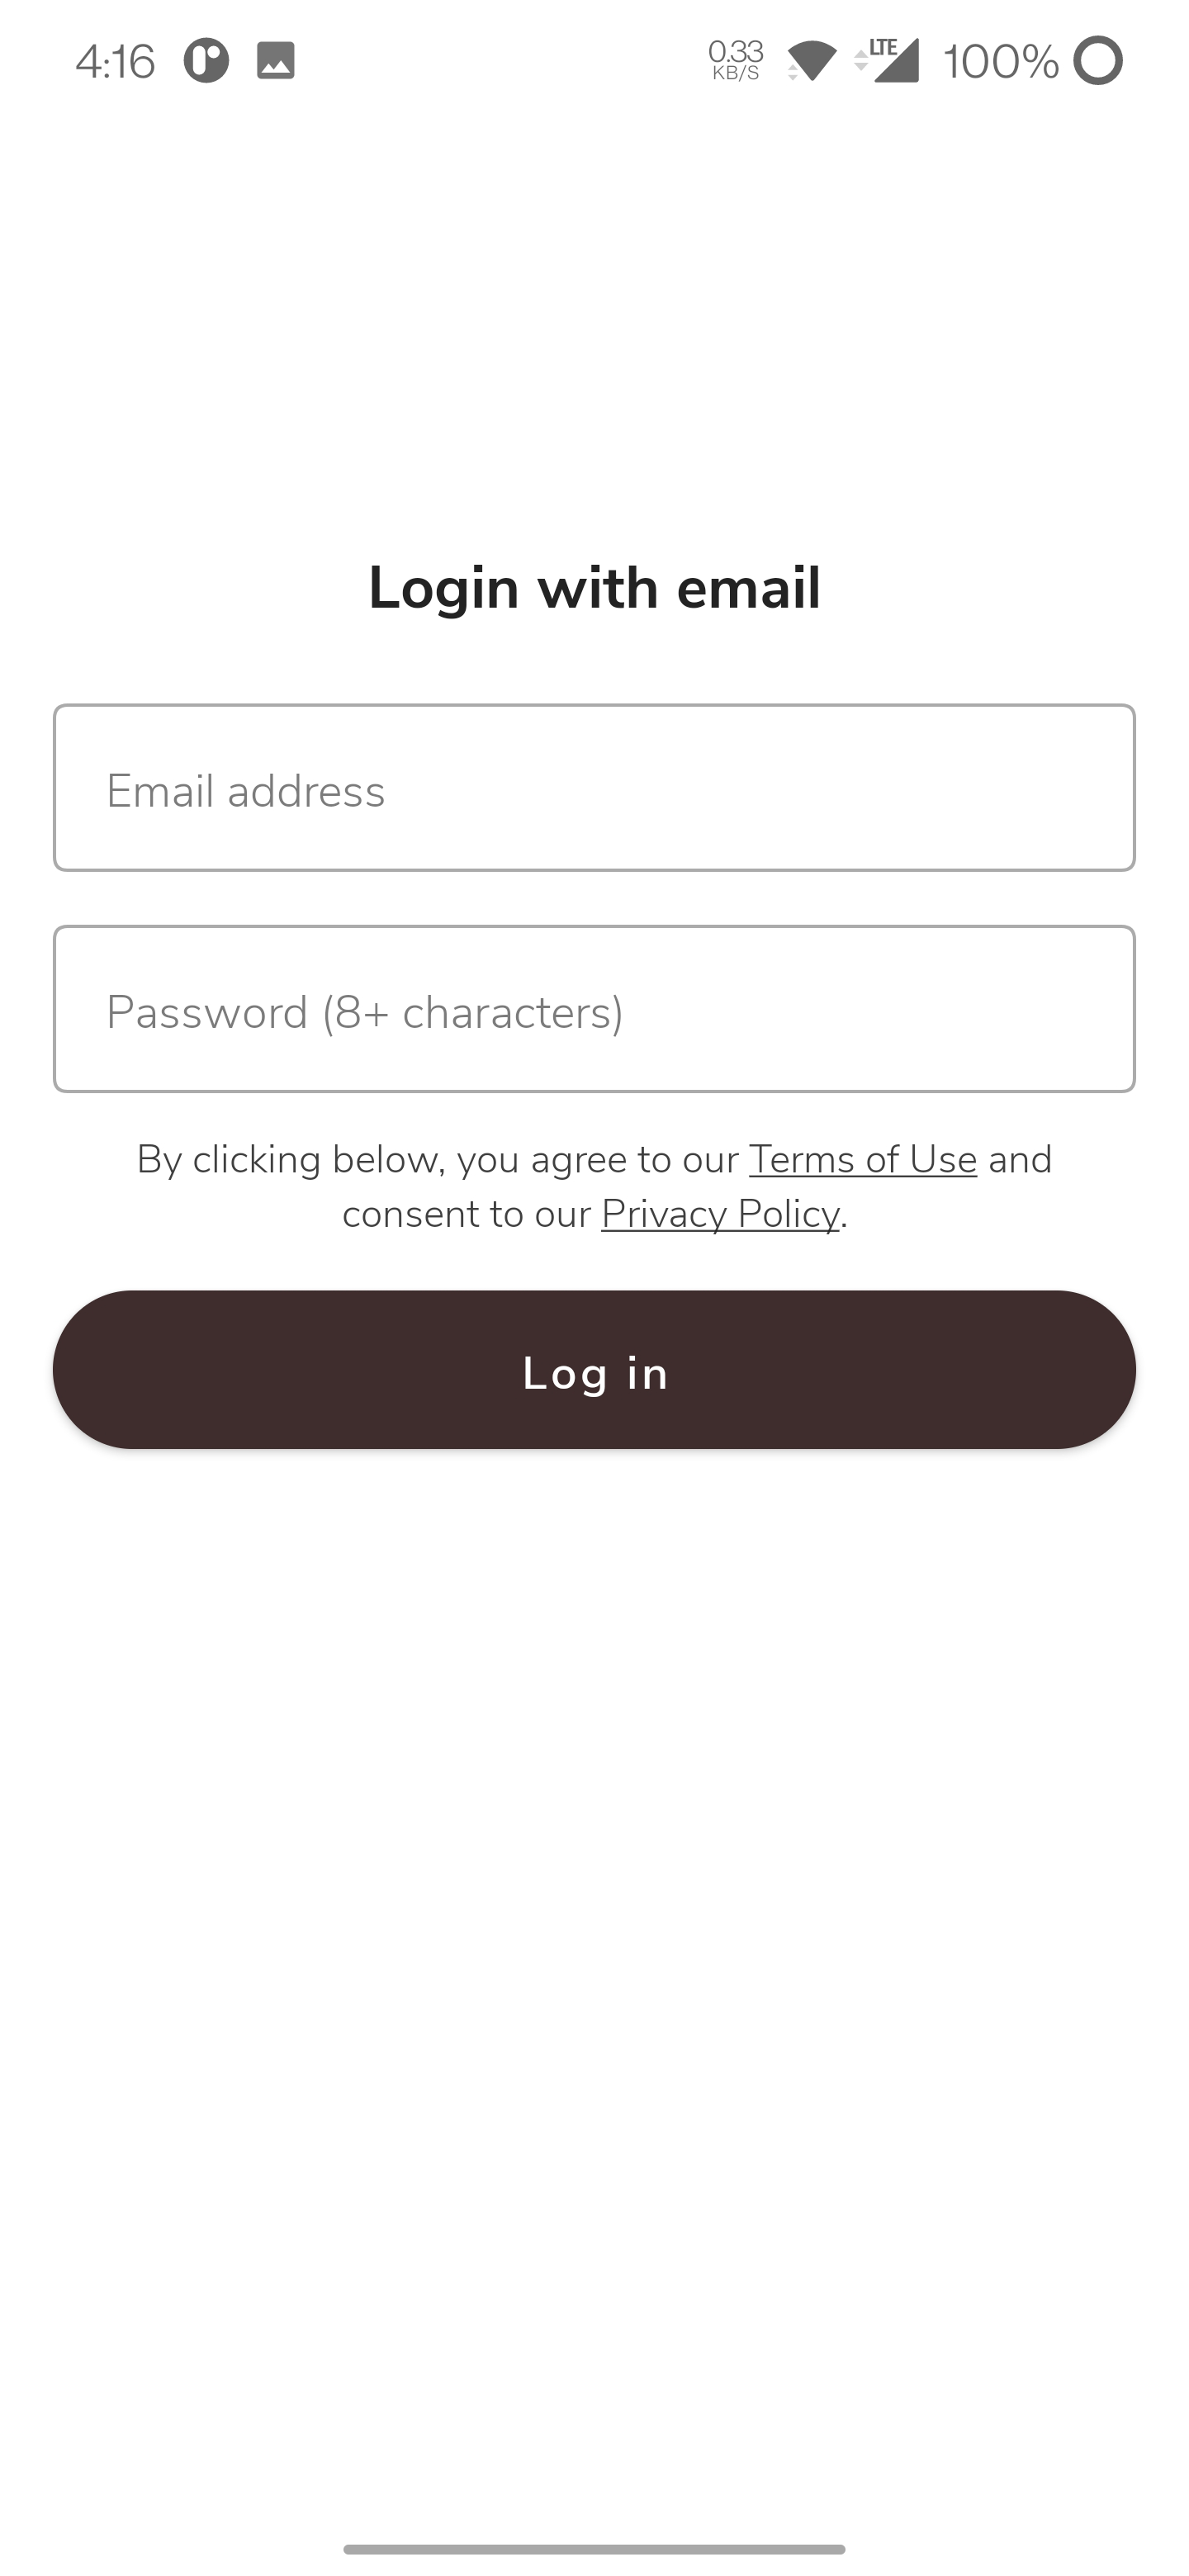 4:16 0.33 KB/S LTE 100%
Login with email
Email address
Password (8+ characters)
By clicking below, you agree to our Terms of Use and
consent to our Privacy Policy.
Log in